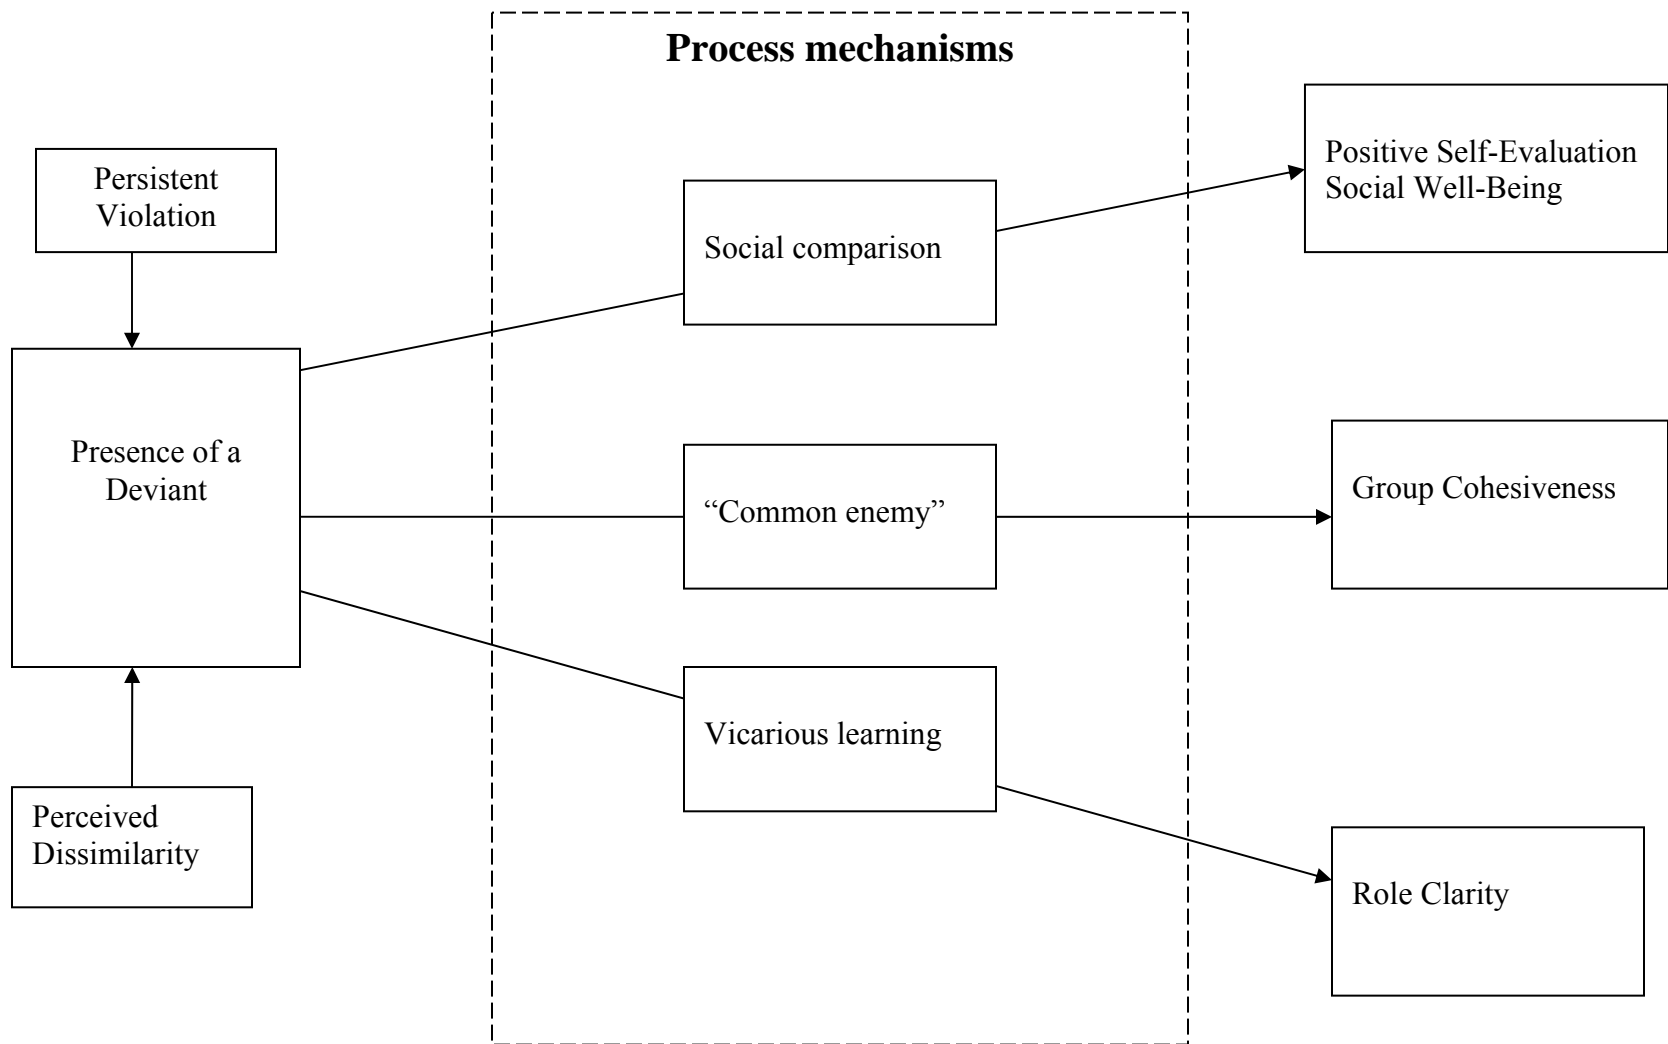 Process mechanisms
Persistent
Violation
Presence of a
Deviant
Perceived
Dissimilarity
Social comparison
“Common enemy”
Vicarious learning
Positive Self-Evaluation
Social Well-Being
Group Cohesiveness
Role Clarity